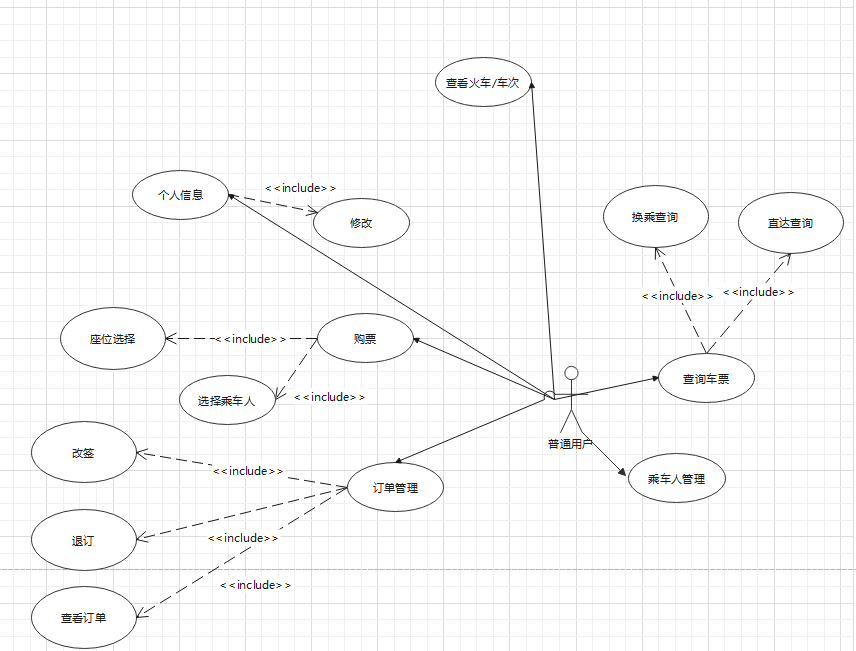 查看火车/车次
个人信息
<<include>>
修改
换乘查询
直达查询
<<include>>
<<include>>
座位选择
<<include>>
购票
查询车票
选择乘车人
<<include>>
普通用户
改签
<<include>>
订单管理
乘车人管理
退订
<<include>>
<<include>>
查看订单